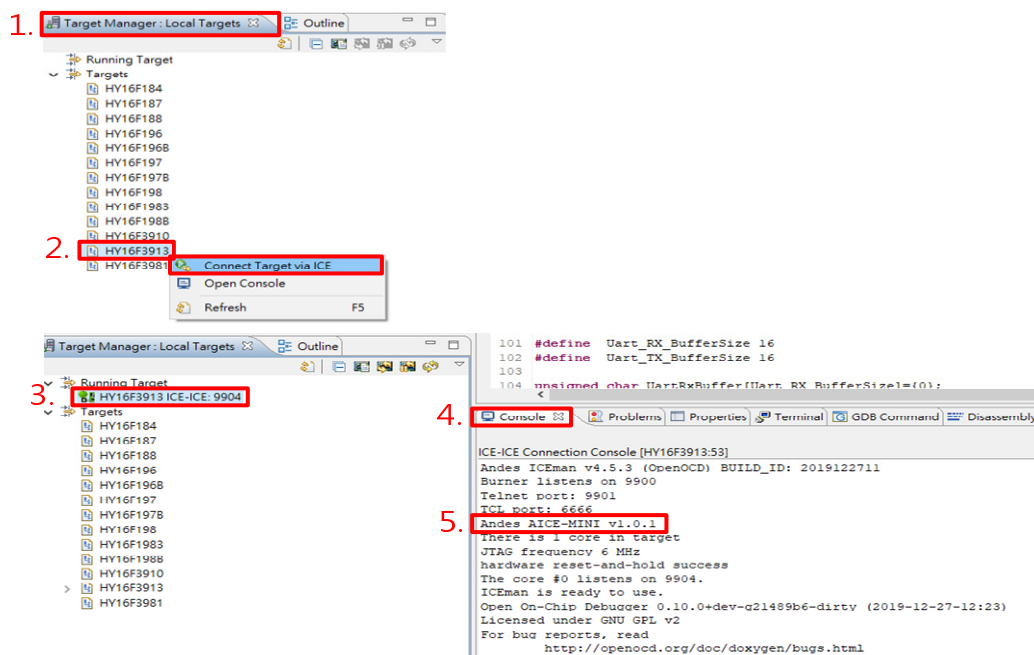 1.
Target Manager : Local Targets
Outline
Running Target
Targets
HY16F184
HY16F187
HY16F188
HY16F196
HY16F196B
HY16F197
HY16F197B
HY16F198
HY16F1983
HY16F198B
HY16F3910
2.
HY16F3913
HY16F3981
Connect Target via ICE
Open Console
Refresh F5
Target Manager : Local Targets
Outline
Running Target
3.
HY16F3913 ICE-ICE: 9904
Targets
HY16F184
HY16F187
HY16F188
HY16F196
HY16F196B
HY16F197
HY16F197B
HY16F198
HY16F1983
HY16F198B
HY16F3910
HY16F3913
HY16F3981
101 #define Uart_RX_BufferSize 16
102 #define Uart_TX_BufferSize 16
103
104 unsigned char UartRxBuffer[Uart_RX_BufferSize]={0};
4.
Console Problems Properties Terminal GDB Command Disassembly
ICE-ICE Connection Console [HY16F3913:53]
Andes ICEman v4.5.3 (OpenOCD) BUILD_ID: 2019122711
Burner listens on 9900
Telnet port: 9901
TCL port: 6666
5.
Andes AICE-MINI v1.0.1
There is 1 core in target
JTAG frequency 6 MHz
hardware reset-and-hold success
The core #0 listens on 9904.
ICEman is ready to use.
Open On-Chip Debugger 0.10.0+dev-g21489b6-dirty (2019-12-27-12:23)
Licensed under GNU GPL v2
For bug reports, read
http://openocd.org/doc/doxygen/bugs.html